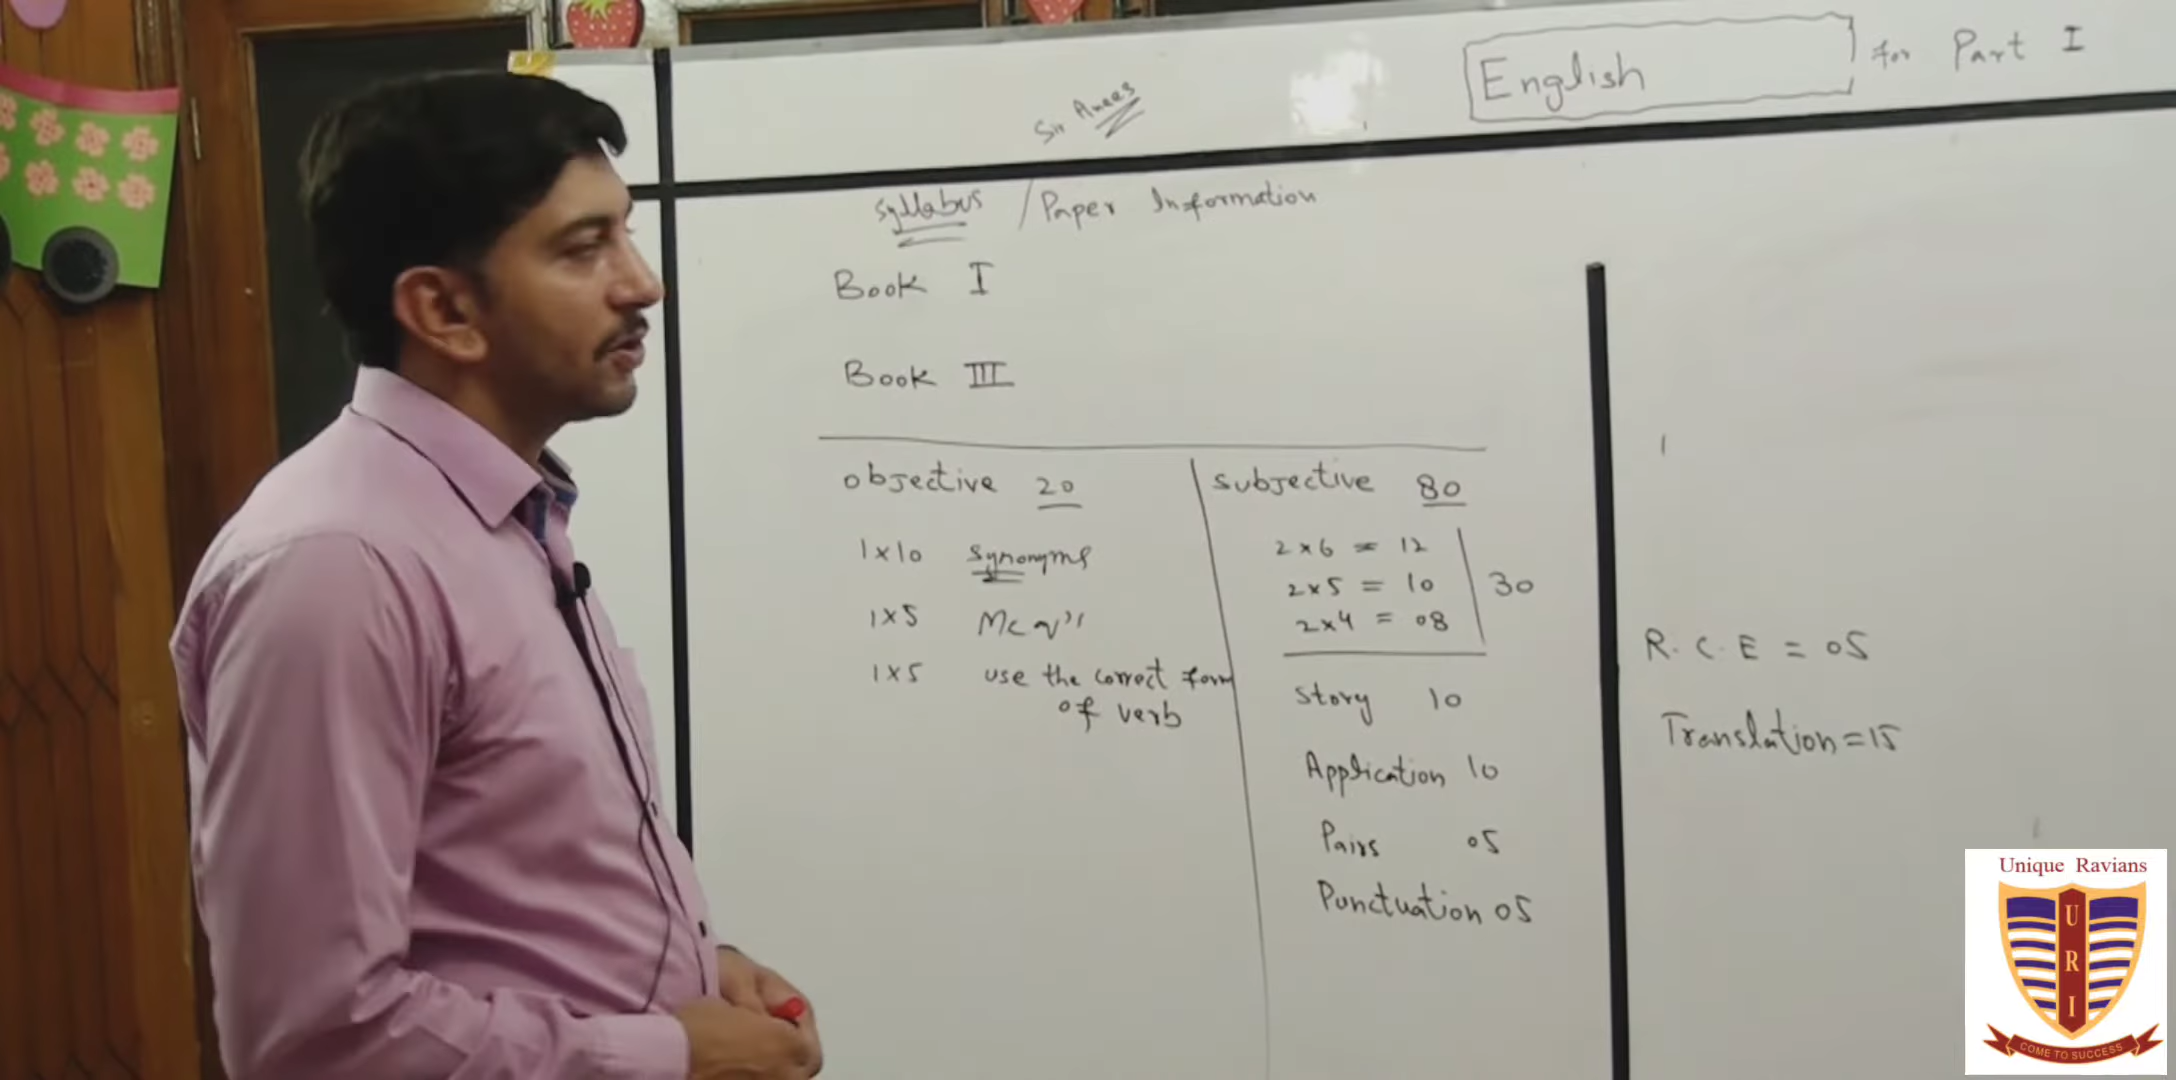 Sir Anees
English for Part I
Syllabus / Paper Information
Book I
Book III
objective 20
1x10 Synonyms
1x5 Mcq's
1x5 use the correct form
of verb
Subjective 80
2x6 = 12
2x5 = 10
2x4 = 08
30
Story 10
Application 10
Pairs 05
Punctuation 05
R.C.E = 05
Translation=15
Unique Ravians
U
R
I
COME TO SUCCESS